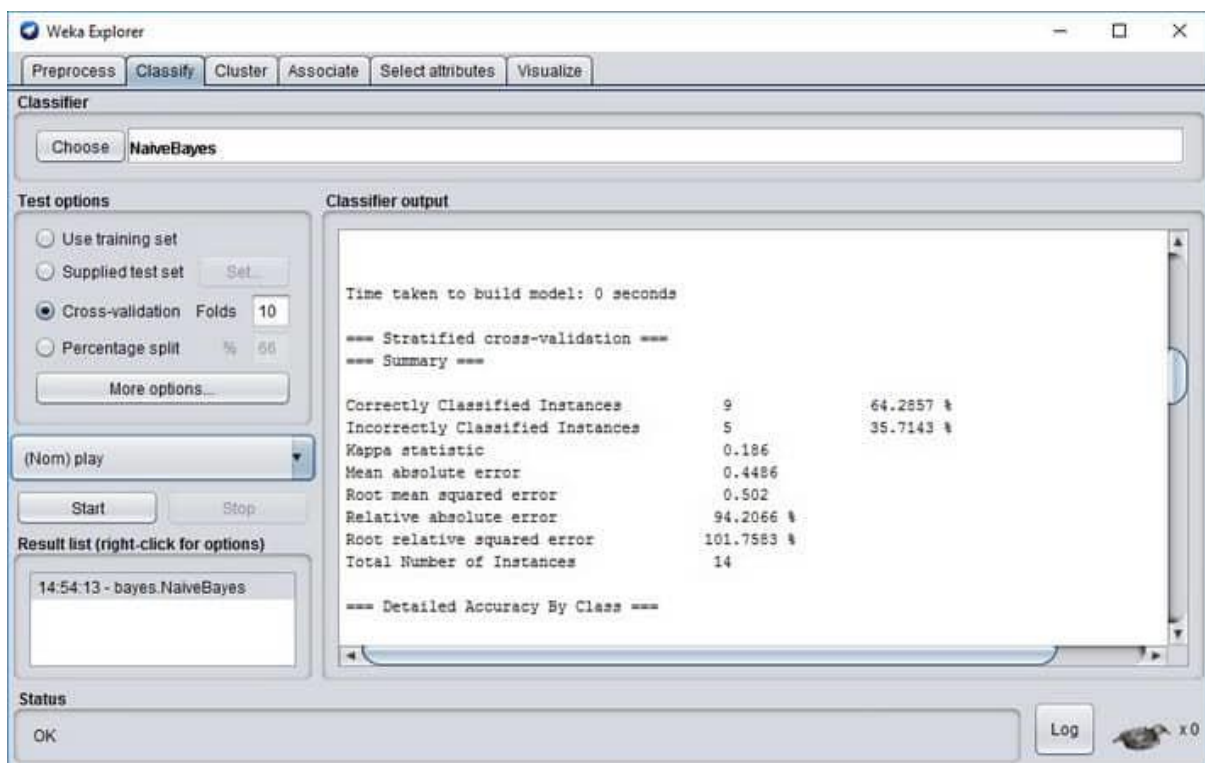 Weka Explorer
Preprocess Classify Cluster Associate Select attributes Visualize
Classifier
Choose NaiveBayes
Test options
Use training set
Supplied test set Set...
Cross-validation Folds 10
Percentage split % 66
More options...
(Nom) play
Start Stop
Result list (right-click for options)
14:54:13 - bayes.NaiveBayes
Classifier output
Time taken to build model: 0 seconds
=== Stratified cross-validation ===
=== Summary ===
Correctly Classified Instances 9 64.2857 %
Incorrectly Classified Instances 5 35.7143 %
Kappa statistic 0.186
Mean absolute error 0.4486
Root mean squared error 0.502
Relative absolute error 94.2066 %
Root relative squared error 101.7583 %
Total Number of Instances 14
=== Detailed Accuracy By Class ===
Status
OK
Log x 0